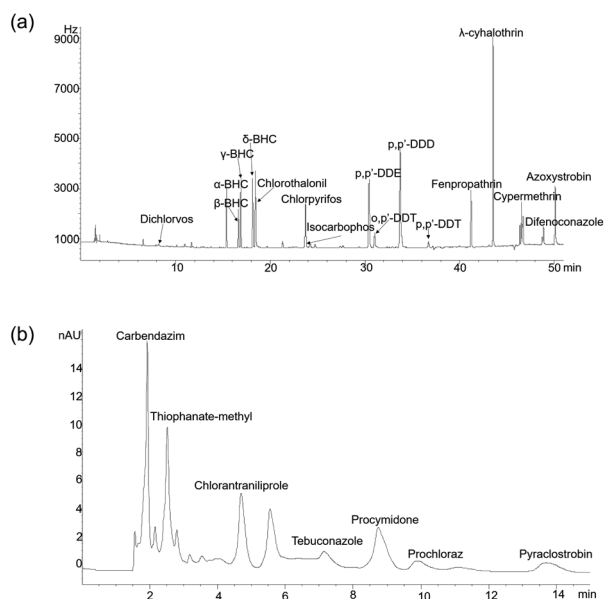 (a)
Hz
9000
λ-cyhalothrin
5000
δ-BHC
p,p'-DDD
γ-BHC
3000
α-BHC
Chlorothalonil
p,p'-DDE
Fenpropathrin
Azoxystrobin
β-BHC
Chlorpyrifos
Cypermethrin
Dichlorvos
Isocarbophos
o,p'-DDT
p,p'-DDT
Difenoconazole
1000
10 20 30 40 50 min
(b)
nAU
Carbendazim
14
12
Thiophanate-methyl
10
8
6
Chlorantraniliprole
4
Procymidone
2
Tebuconazole
Prochloraz
Pyraclostrobin
0
2 4 6 8 10 12 14 min